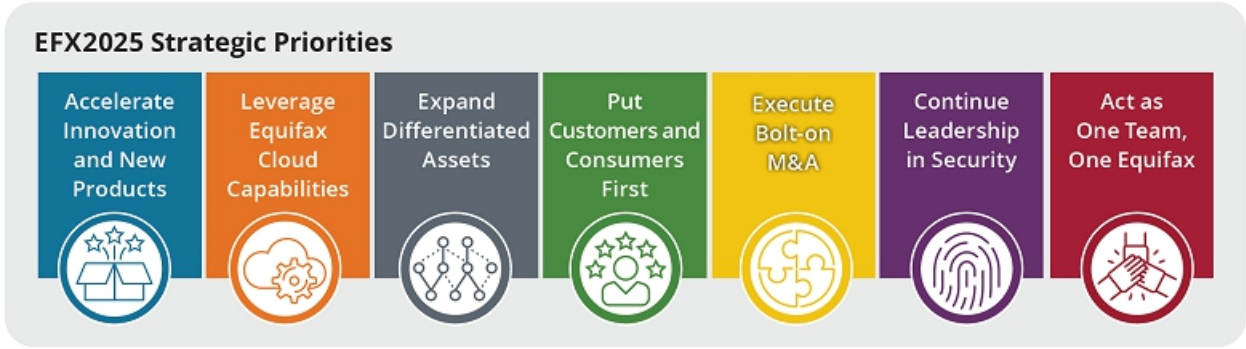 EFX2025 Strategic Priorities
Accelerate
Innovation
and New
Products
Leverage
Equifax
Cloud
Capabilities
Expand
Differentiated
Assets
Put
Customers and
Consumers
First
Execute
Bolt-on
M&A
Continue
Leadership
in Security
Act as
One Team,
One Equifax